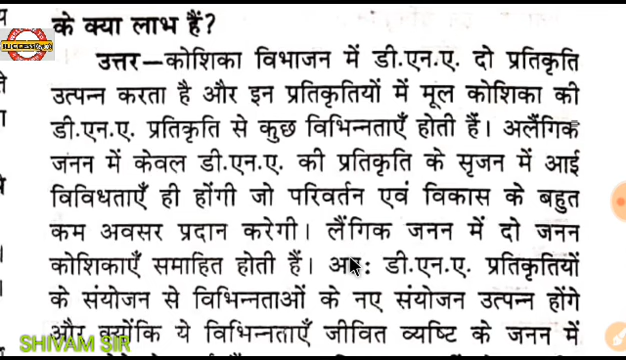 के क्या लाभ हैं?
उत्तर—कोशिका विभाजन में डी.एन.ए. दो प्रतिकृति
उत्पन्न करता है और इन प्रतिकृतियों में मूल कोशिका की
डी.एन.ए. प्रतिकृति से कुछ विभिन्नताएँ होती हैं। अलैंगिक
जनन में केवल डी.एन.ए. की प्रतिकृति के सृजन में आई
विविधताएँ ही होंगी जो परिवर्तन एवं विकास के बहुत
कम अवसर प्रदान करेगी। लैंगिक जनन में दो जनन
कोशिकाएँ समाहित होती हैं। अतः डी.एन.ए. प्रतिकृतियों
के संयोजन से विभिन्नताओं के नए संयोजन उत्पन्न होंगे
और क्योंकि ये विभिन्नताएँ जीवित व्यष्टि के जनन में
SHIVAM SIR